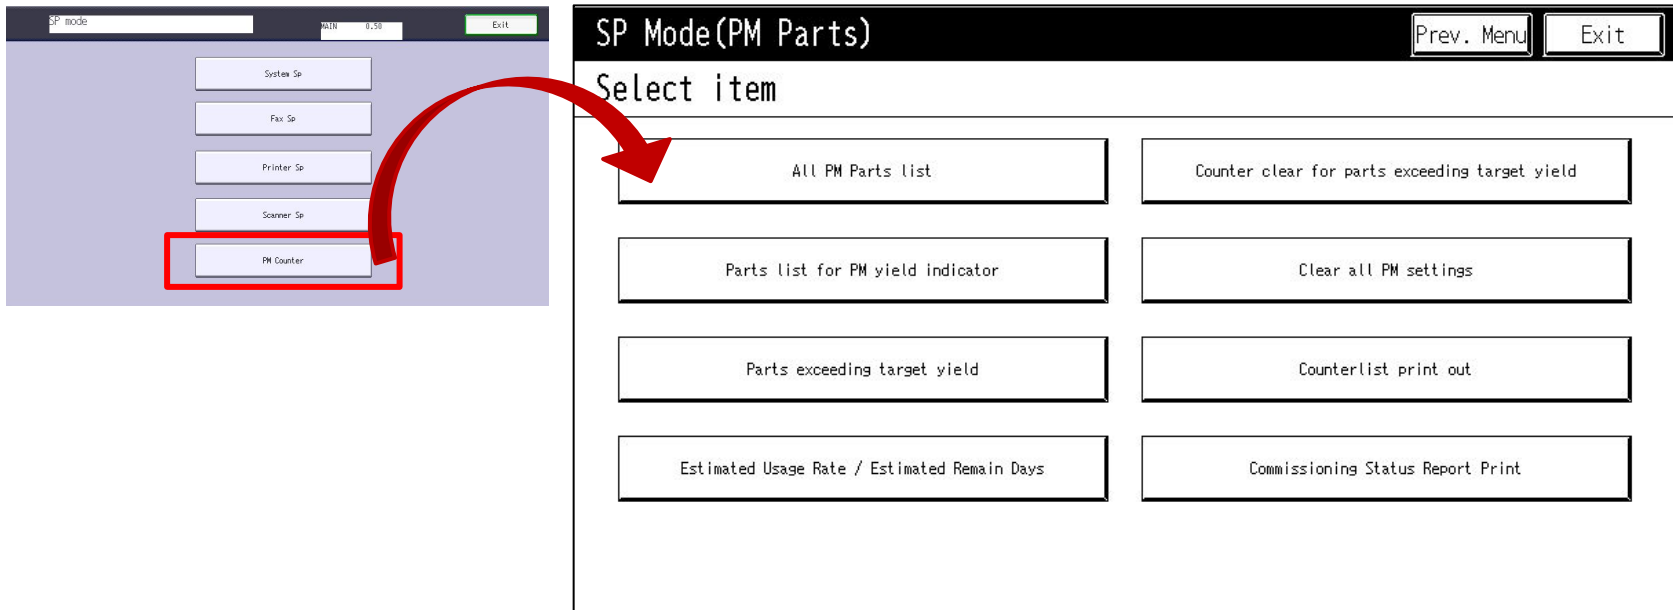 SP mode
MAIN 0.50
Exit
System Sp
Fax Sp
Printer Sp
Scanner Sp
PM Counter
SP Mode(PM Parts)
Prev. Menu
Exit
Select item
All PM Parts list
Counter clear for parts exceeding target yield
Parts list for PM yield indicator
Clear all PM settings
Parts exceeding target yield
Counterlist print out
Estimated Usage Rate / Estimated Remain Days
Commissioning Status Report Print